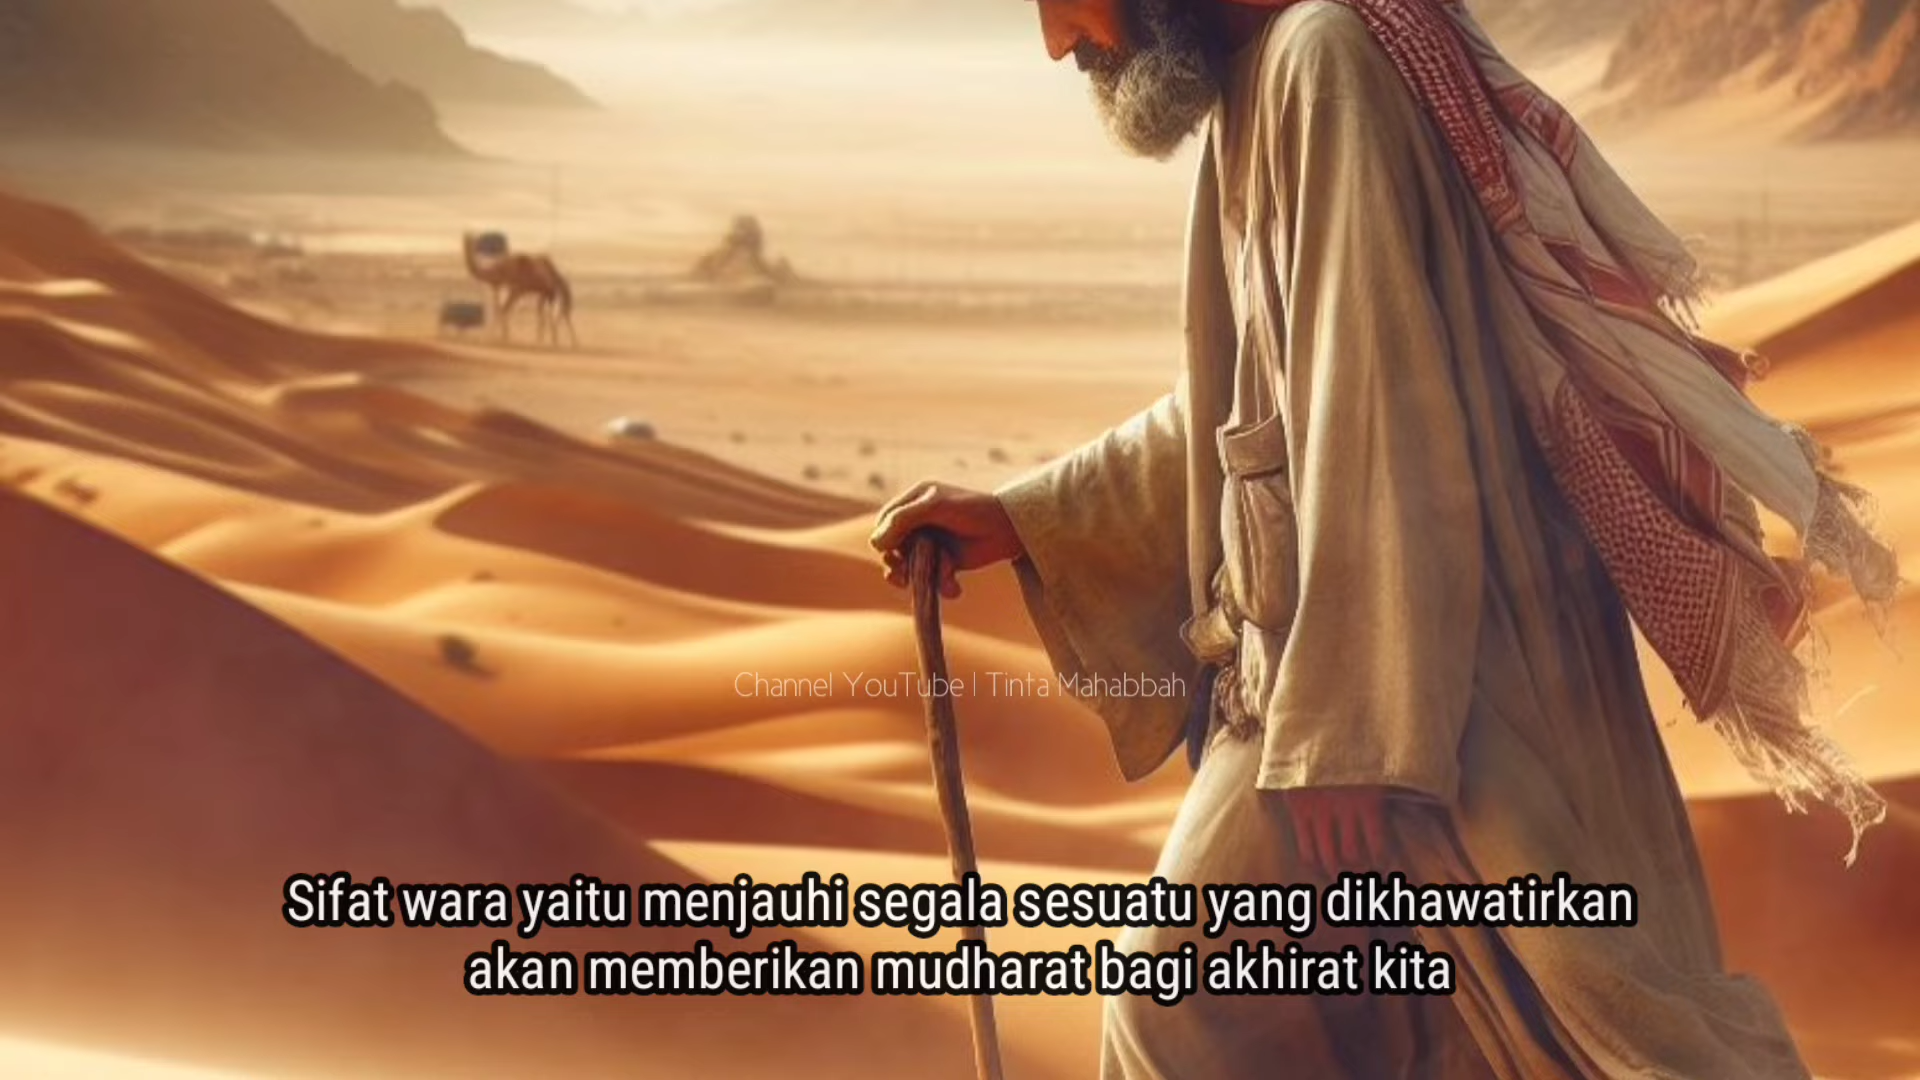 Channel YouTube | Tinta Mahabbah
Sifat wara yaitu menjauhi segala sesuatu yang dikhawatirkan
akan memberikan mudharat bagi akhirat kita